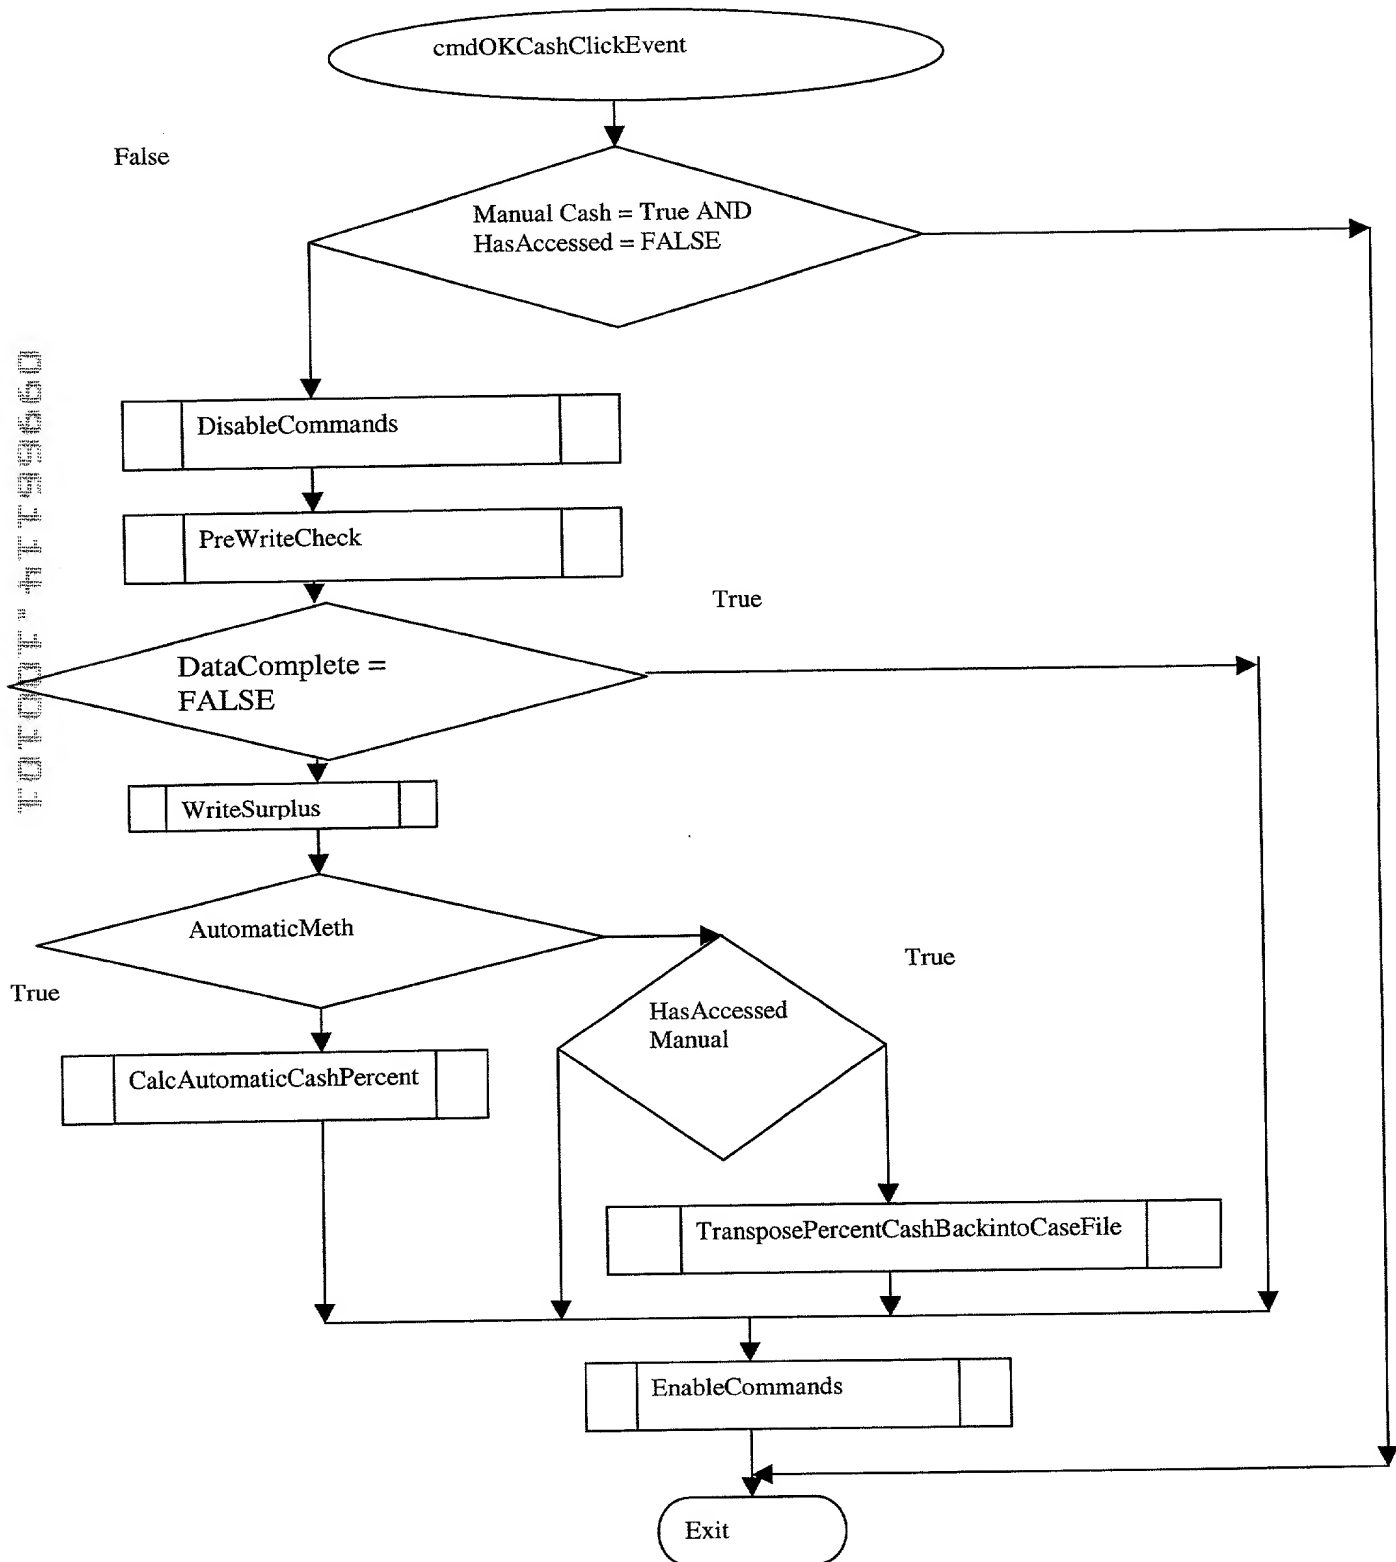 cmdOKCashClickEvent
False
Manual Cash = True AND
HasAccessed = FALSE
DisableCommands
PreWriteCheck
True
DataComplete =
FALSE
WriteSurplus
AutomaticMeth
True
True
HasAccessed
Manual
CalcAutomaticCashPercent
TransposePercentCashBackintoCaseFile
EnableCommands
Exit